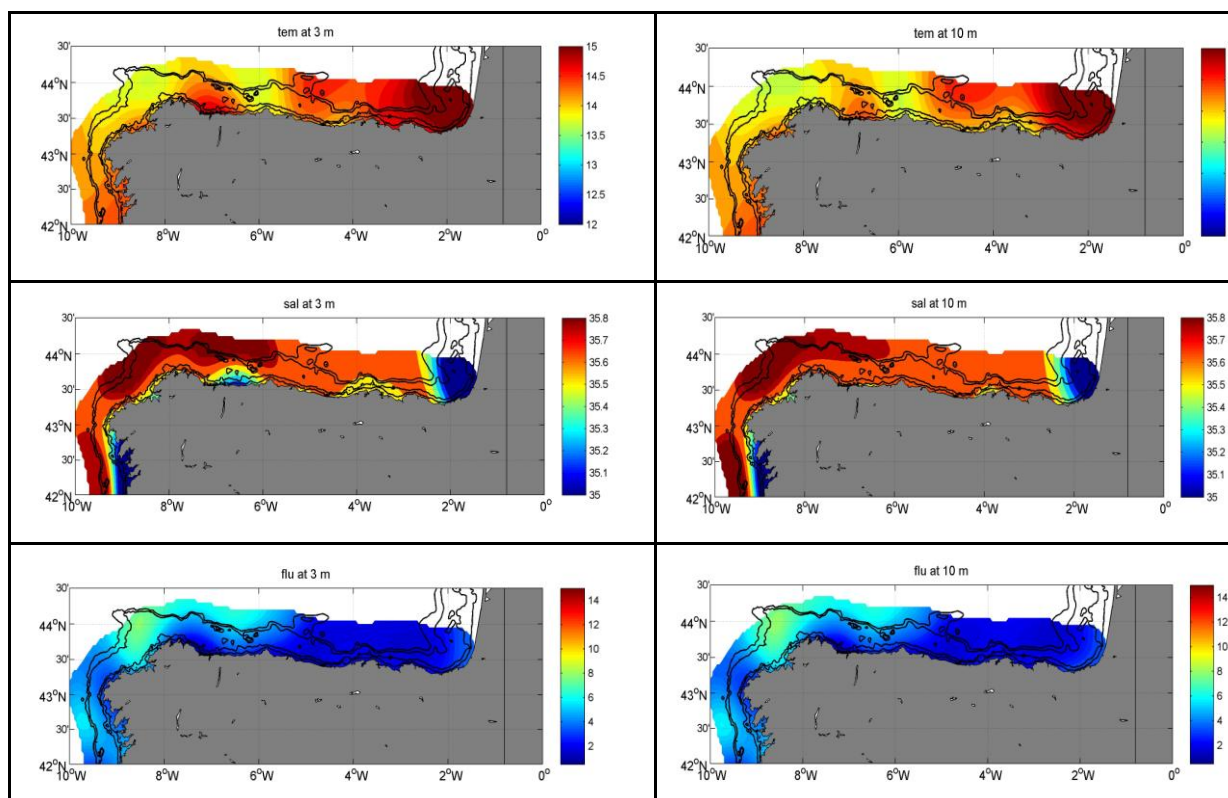 tem at 3 m
30'
44°N
30'
43°N
30'
42°N
10°W 8°W 6°W 4°W 2°W 0°
15
14.5
14
13.5
13
12.5
12
tem at 10 m
30'
44°N
30'
43°N
30'
42°N
10°W 8°W 6°W 4°W 2°W 0°
sal at 3 m
30'
44°N
30'
43°N
30'
42°N
10°W 8°W 6°W 4°W 2°W 0°
35.8
35.7
35.6
35.5
35.4
35.3
35.2
35.1
35
sal at 10 m
30'
44°N
30'
43°N
30'
42°N
10°W 8°W 6°W 4°W 2°W 0°
35.8
35.7
35.6
35.5
35.4
35.3
35.2
35.1
35
flu at 3 m
30'
44°N
30'
43°N
30'
42°N
10°W 8°W 6°W 4°W 2°W 0°
14
12
10
8
6
4
2
flu at 10 m
30'
44°N
30'
43°N
30'
42°N
10°W 8°W 6°W 4°W 2°W 0°
14
12
10
8
6
4
2